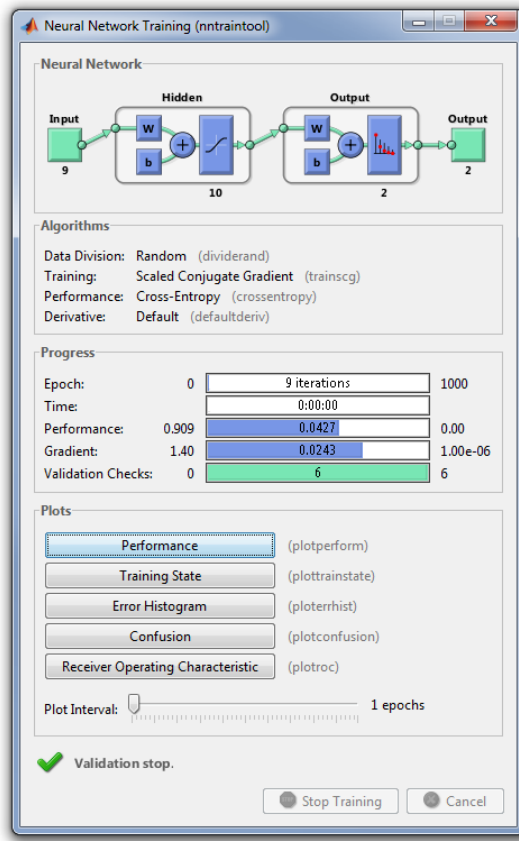 Neural Network Training (nntraintool)
Neural Network
Hidden Output
Input Output
W W
b b
+ +
9 10 2 2
Algorithms
Data Division: Random (dividerand)
Training: Scaled Conjugate Gradient (trainscg)
Performance: Cross-Entropy (crossentropy)
Derivative: Default (defaultderiv)
Progress
Epoch: 0 9 iterations 1000
Time: 0:00:00
Performance: 0.909 0.0427 0.00
Gradient: 1.40 0.0243 1.00e-06
Validation Checks: 0 6 6
Plots
Performance (plotperform)
Training State (plottrainstate)
Error Histogram (ploterrhist)
Confusion (plotconfusion)
Receiver Operating Characteristic (plotroc)
Plot Interval: 1 epochs
Validation stop.
Stop Training Cancel